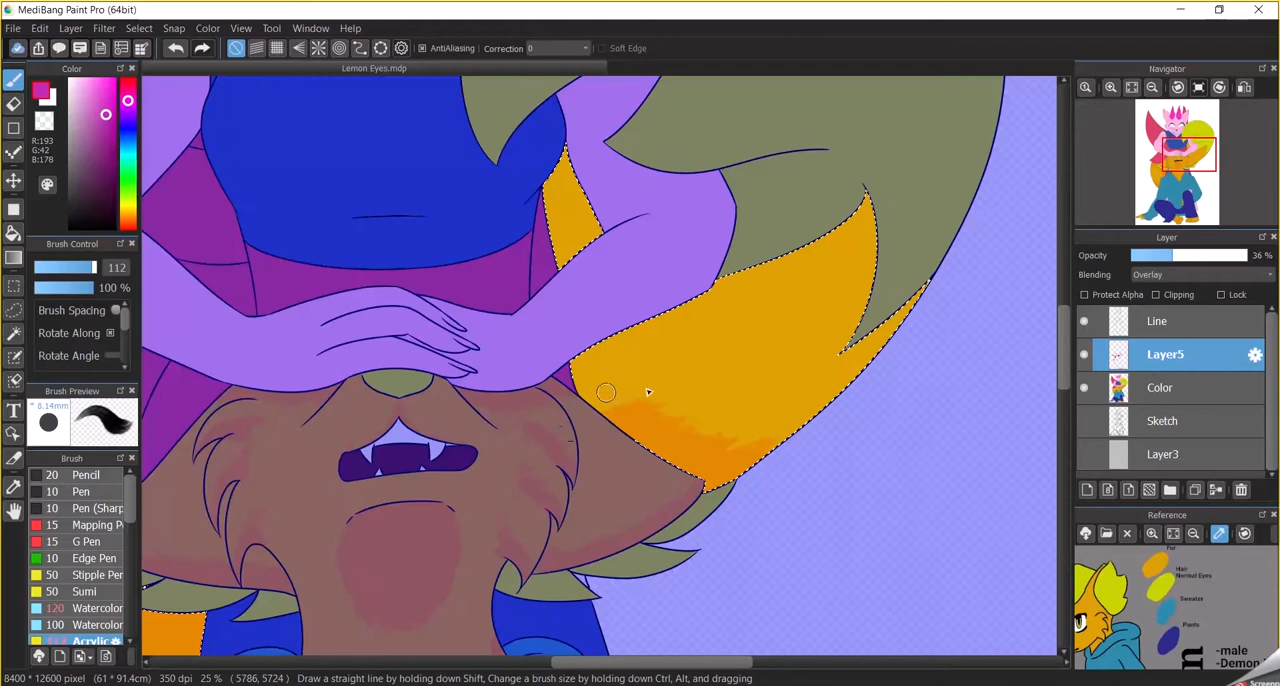 MediBang Paint Pro (64bit)
File Edit Layer Filter Select Snap Color View Tool Window Help
AntiAliasing Correction 0 Soft Edge
Color
Lemon Eyes.mdp
Navigator
R:193
G:42
B:178
Brush Control
112
100 %
Brush Spacing
Rotate Along
Rotate Angle
Brush Preview
* 8.14mm
Brush
20 Pencil
10 Pen
10 Pen (Sharp
15 Mapping P
15 G Pen
10 Edge Pen
50 Stipple Per
50 Sumi
120 Watercolor
100 Watercolor
Acrylic
Layer
Opacity 36 %
Blending Overlay
Protect Alpha Clipping Lock
Line
Layer5
Color
Sketch
Layer3
Reference
Fur
Hair
Normal Eyes
Sweater
Pants
-male
-Demon
8400 * 12600 pixel (61 * 91.4cm) 350 dpi 25 % ( 5786, 5724 ) Draw a straight line by holding down Shift, Change a brush size by holding down Ctrl, Alt, and dragging